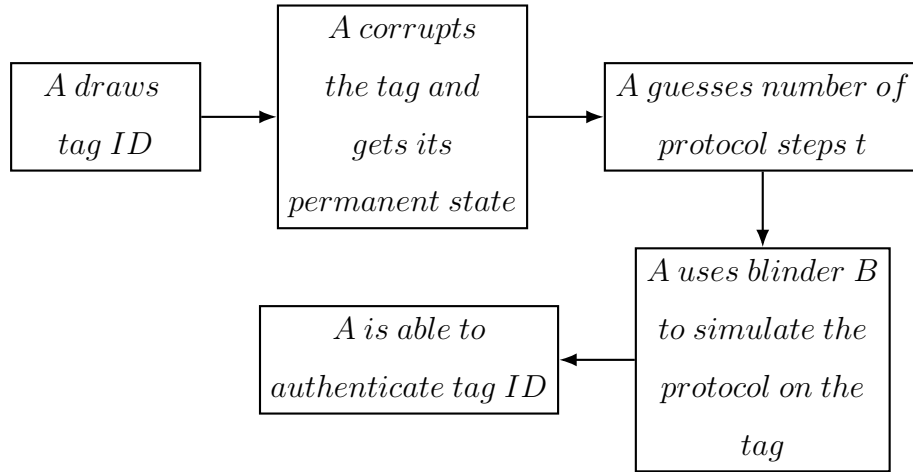 A draws
tag ID
A corrupts
the tag and
gets its
permanent state
A guesses number of
protocol steps t
A uses blinder B
to simulate the
protocol on the
tag
A is able to
authenticate tag ID